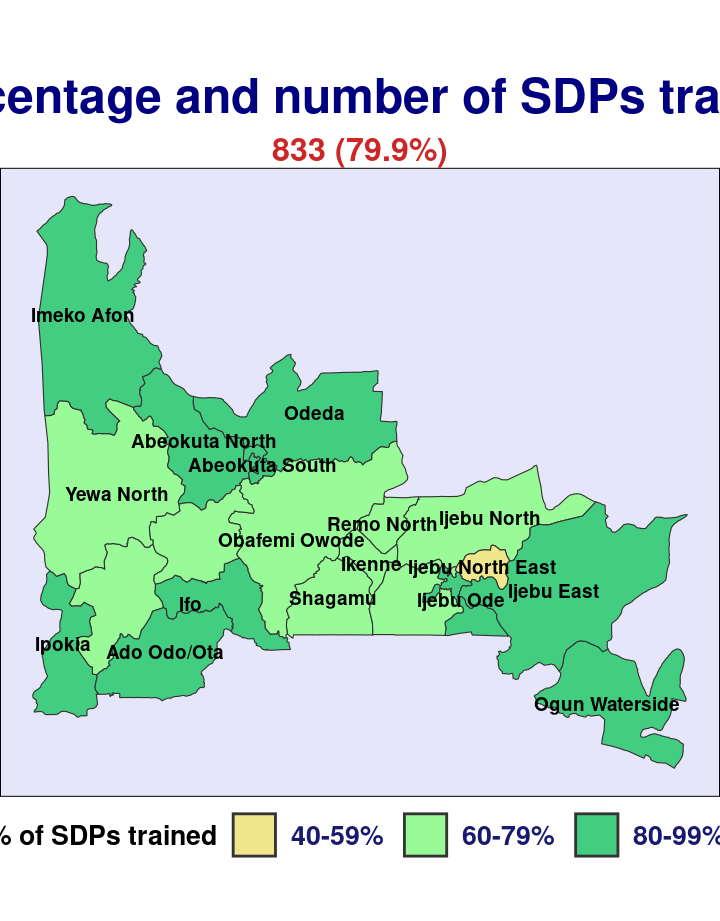 centage and number of SDPs tra
833 (79.9%)
Imeko Afon
Odeda
Abeokuta North
Abeokuta South
Yewa North
Remo North
Ijebu North
Obafemi Owode
Ikenne
Ijebu North East
Ijebu East
Shagamu
Ijebu Ode
Ifo
Ipokia
Ado Odo/Ota
Ogun Waterside
% of SDPs trained
40-59%
60-79%
80-99%